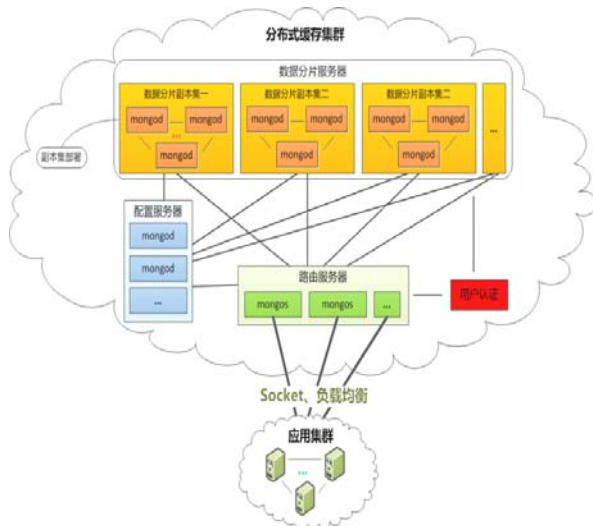 分布式缓存集群
数据分片服务器
数据分片副本集一
数据分片副本集二
数据分片副本集二
mongod
mongod
mongod
mongod
mongod
mongod
...
...
mongod
mongod
mongod
副本集部署
配置服务器
mongod
mongod
...
路由服务器
mongos
mongos
...
用户认证
Socket、负载均衡
应用集群
...